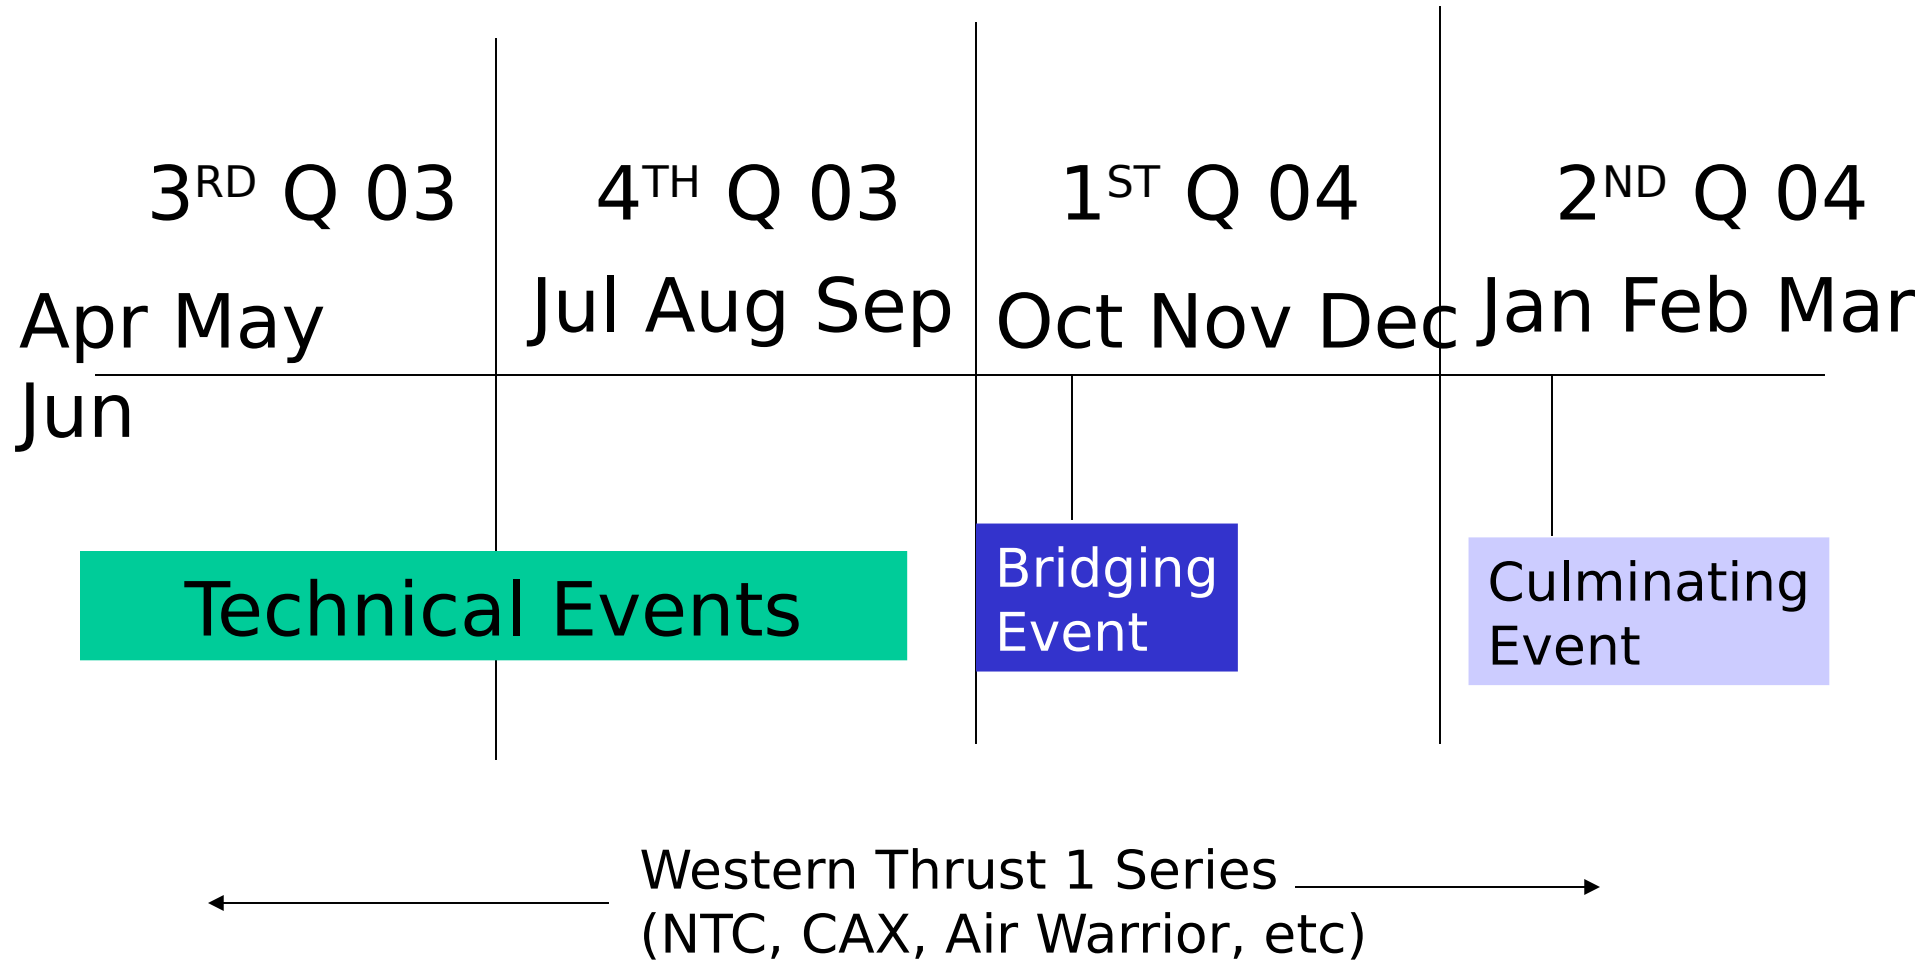 3RD Q 03
4TH Q 03
1ST Q 04
2ND Q 04
Apr May
Jun
Jul Aug Sep
Oct Nov Dec
Jan Feb Mar
Technical Events
Bridging
Event
Culminating
Event
Western Thrust 1 Series
(NTC, CAX, Air Warrior, etc)